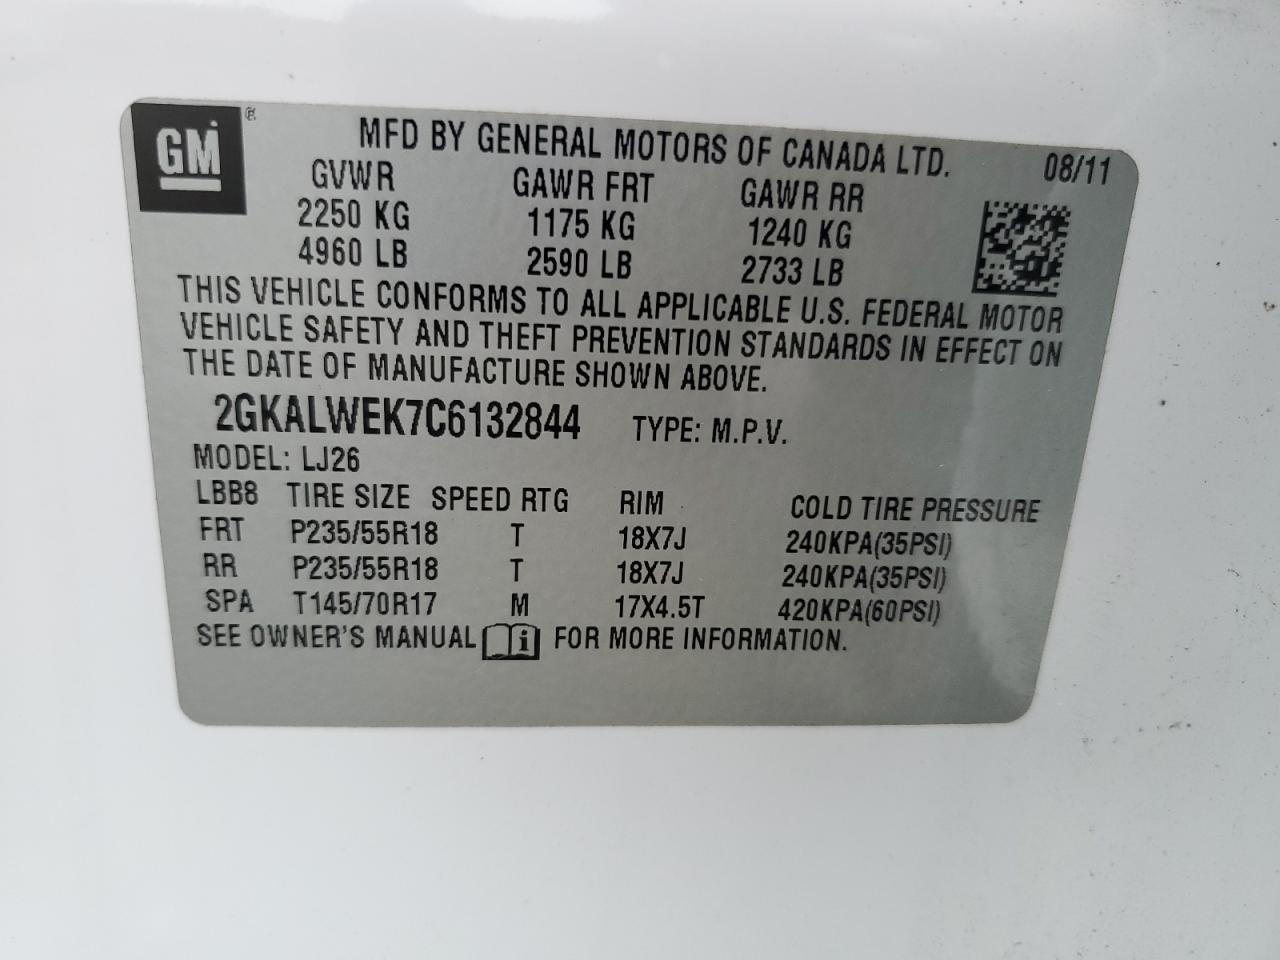 GM ®
MFD BY GENERAL MOTORS OF CANADA LTD. 08/11
GVWR GAWR FRT GAWR RR
2250 KG 1175 KG 1240 KG
4960 LB 2590 LB 2733 LB
THIS VEHICLE CONFORMS TO ALL APPLICABLE U.S. FEDERAL MOTOR
VEHICLE SAFETY AND THEFT PREVENTION STANDARDS IN EFFECT ON
THE DATE OF MANUFACTURE SHOWN ABOVE.
2GKALWEK7C6132844 TYPE: M.P.V.
MODEL: LJ26
LBB8 TIRE SIZE SPEED RTG RIM COLD TIRE PRESSURE
FRT P235/55R18 T 18X7J 240KPA(35PSI)
RR P235/55R18 T 18X7J 240KPA(35PSI)
SPA T145/70R17 M 17X4.5T 420KPA(60PSI)
SEE OWNER'S MANUAL i FOR MORE INFORMATION.